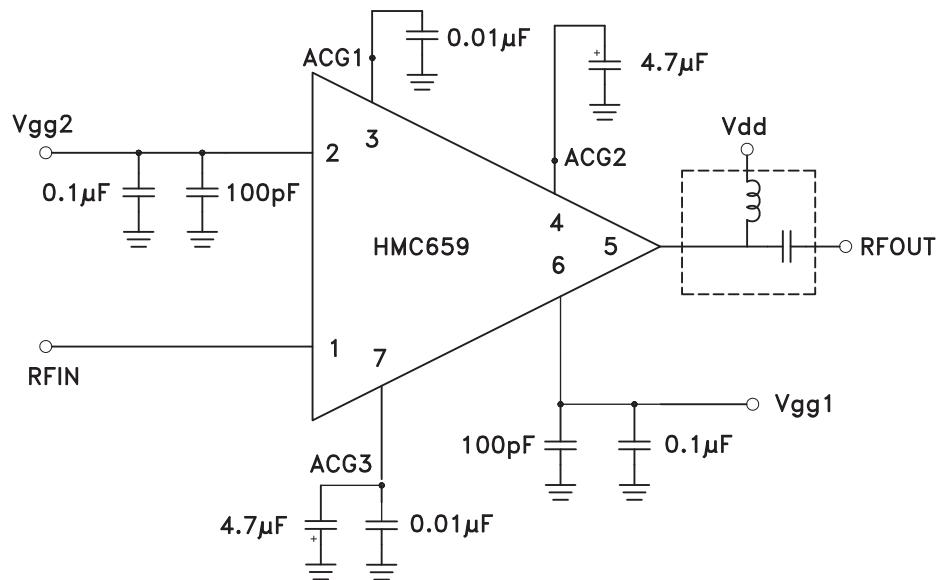 ACG1
0.01µF
4.7µF
Vgg2
3
ACG2
Vdd
2
0.1µF
100pF
4
HMC659
5
RFOUT
6
1
7
RFIN
Vgg1
100pF
0.1µF
ACG3
4.7µF
0.01µF
+
+